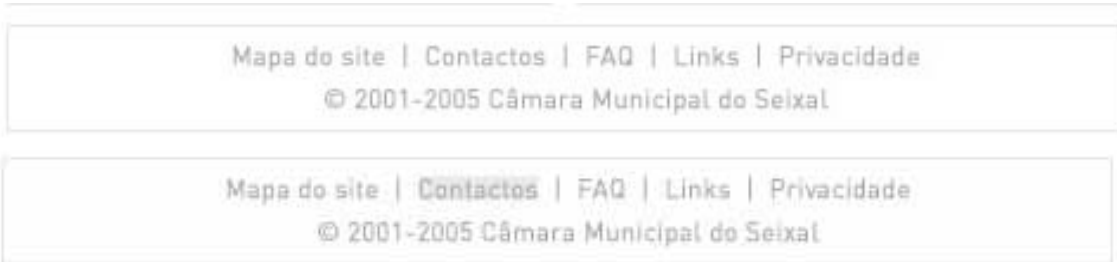 Mapa do site | Contactos | FAQ | Links | Privacidade
© 2001-2005 Câmara Municipal do Seixal
Mapa do site | Contactos | FAQ | Links | Privacidade
© 2001-2005 Câmara Municipal do Seixal